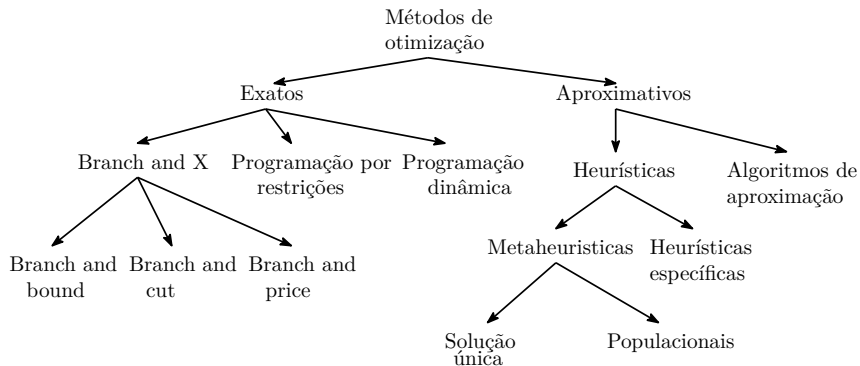 Métodos de
otimização
Exatos
Aproximativos
Branch and X
Programação por
restrições
Programação
dinâmica
Heurísticas
Algoritmos de
aproximação
Branch and
bound
Branch and
cut
Branch and
price
Metaheuristicas
Heurísticas
específicas
Solução
única
Populacionais